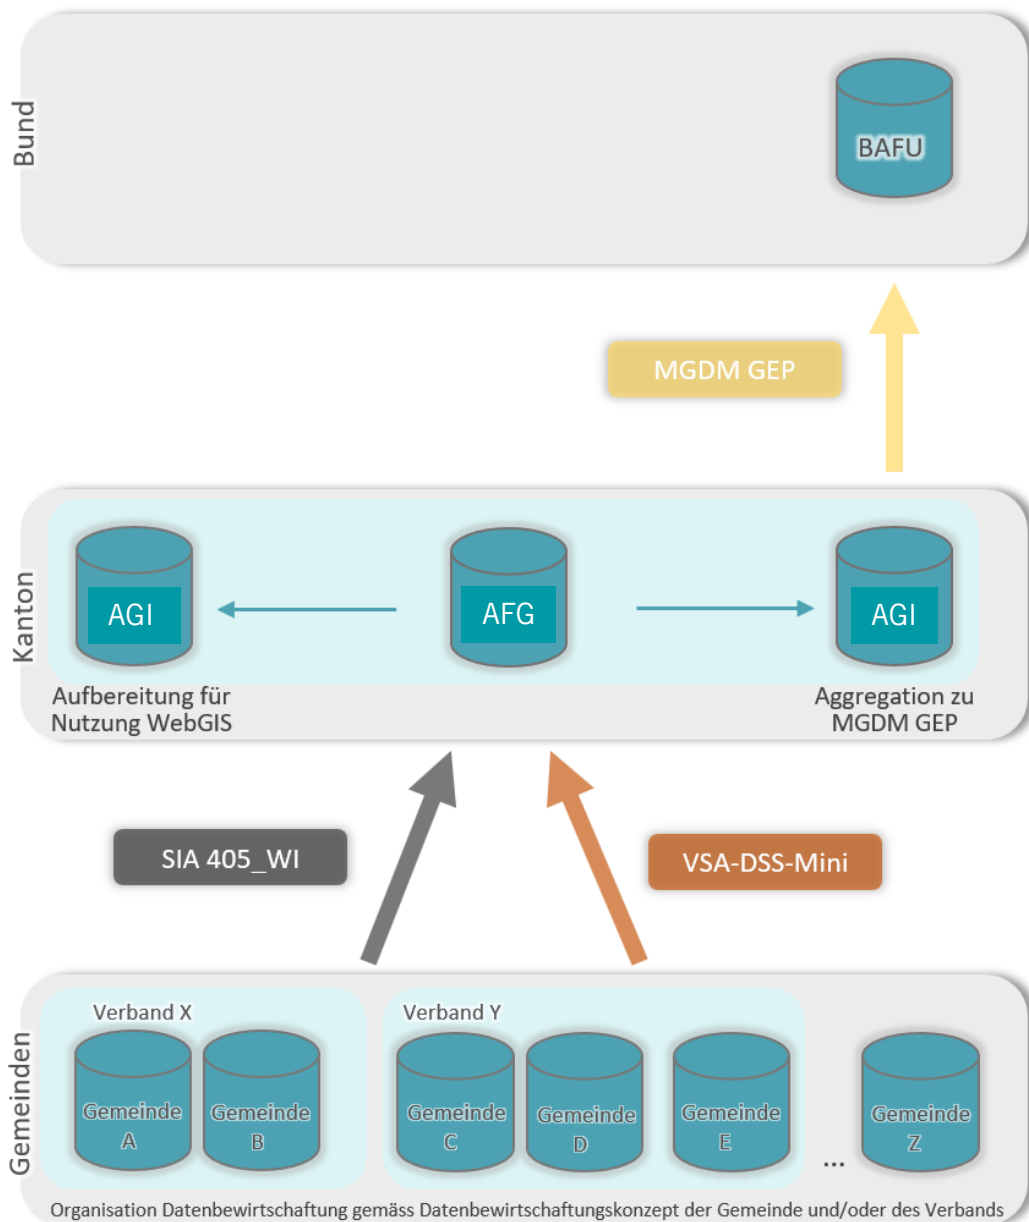 Bund
BAFU
MGDM GEP
Kanton
AGI
AFG
AGI
Aufbereitung für
Nutzung WebGIS
Aggregation zu
MGDM GEP
SIA 405_WI
VSA-DSS-Mini
Gemeinden
Verband X
Verband Y
Gemeinde
A
Gemeinde
B
Gemeinde
C
Gemeinde
D
Gemeinde
E
...
Gemeinde
Z
Organisation Datenbewirtschaftung gemäss Datenbewirtschaftungskonzept der Gemeinde und/oder des Verbands